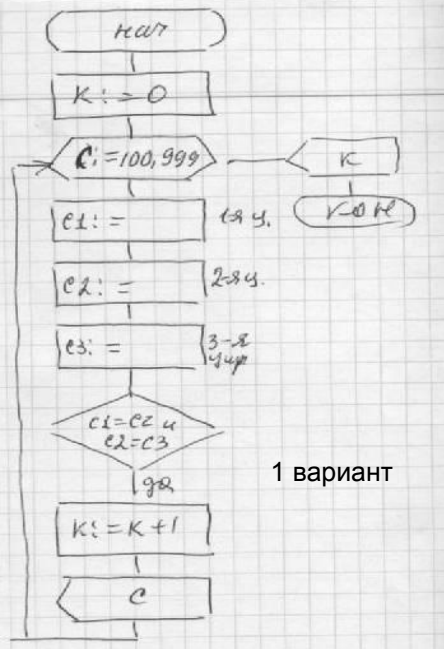 нач
K:=0
C:=100,999
K
кон
c1:= 1-я ц.
c2:= 2-я ц.
c3:= 3-я
циф
c1=c2 и
c2=c3
да
1 вариант
K:=K+1
C